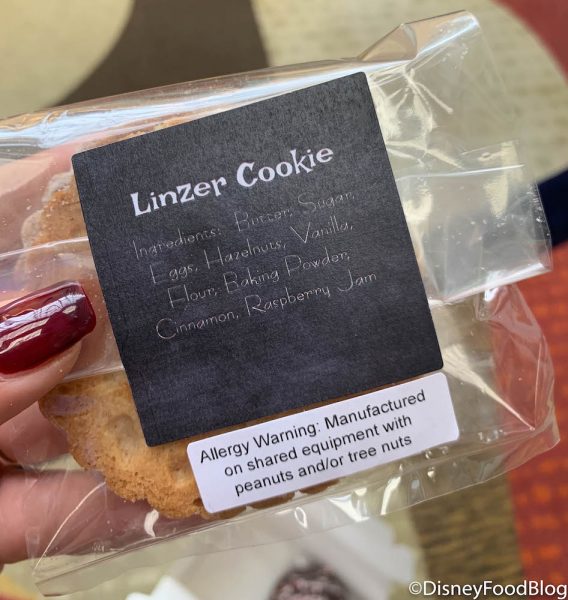 Linzer Cookie
Ingredients: Butter, Sugar,
Eggs, Hazelnuts, Vanilla,
Flour, Baking Powder,
Cinnamon, Raspberry Jam
Allergy Warning: Manufactured
on shared equipment with
peanuts and/or tree nuts
©DisneyFoodBlog